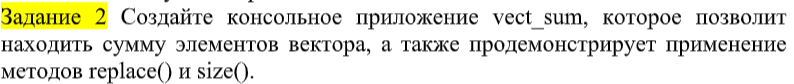 Задание 2 Создайте консольное приложение vect_sum, которое позволит
находить сумму элементов вектора, а также продемонстрирует применение
методов replace() и size().